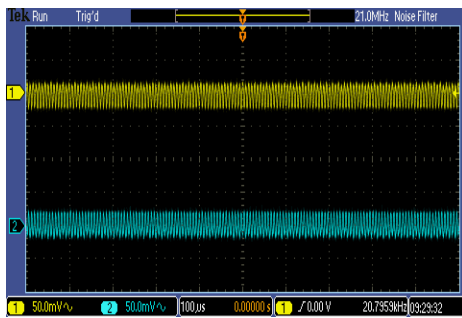 Tek Run Trig'd 21.0MHz Noise Filter
1
2
1 50.0mV∿ 2 50.0mV∿ 100µs 0.00000 s 1 ∫ 0.00 V 20.7959kHz 09:29:32